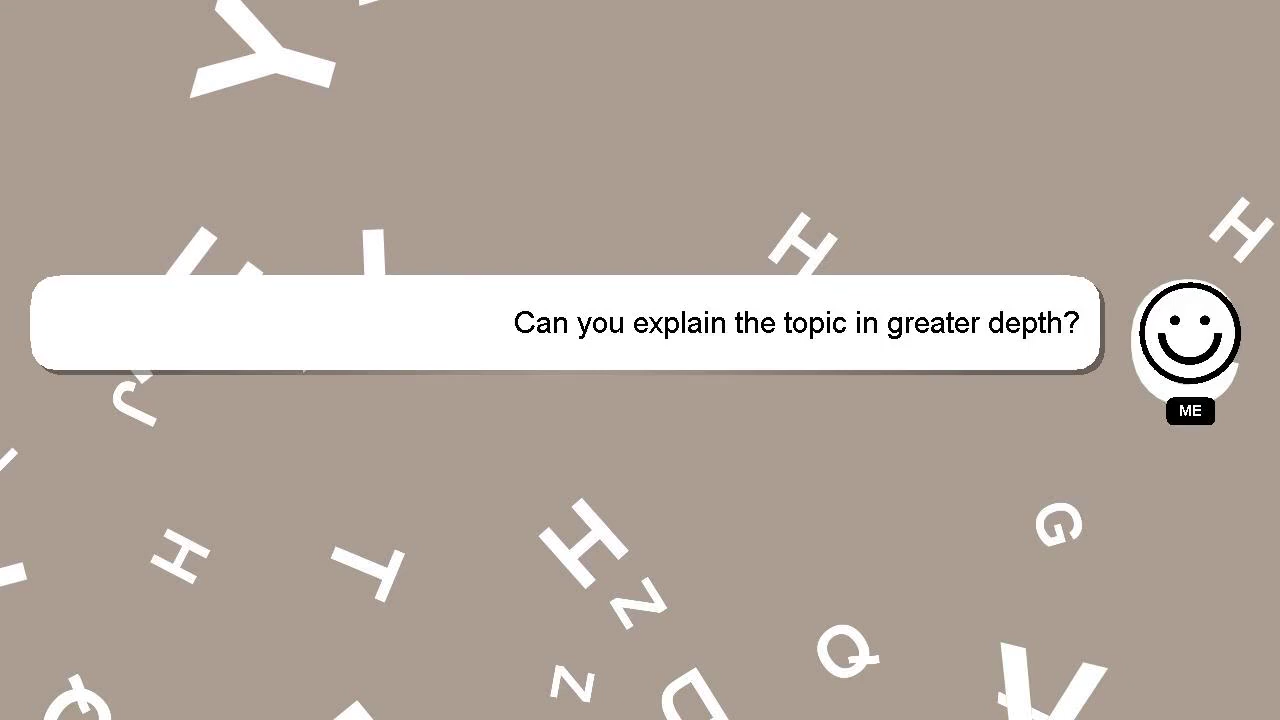 Can you explain the topic in greater depth?
ME
Y
H
H
J
H
T
H
G
Z
Q
Z
D
Q